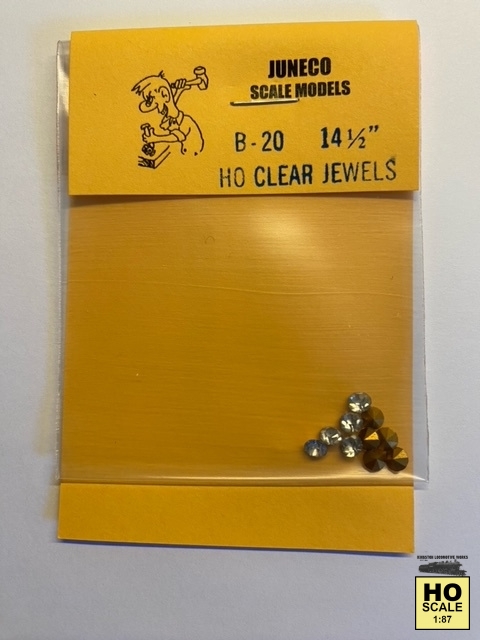 JUNECO
SCALE MODELS
B-20 14½"
HO CLEAR JEWELS
HO
SCALE
1:87